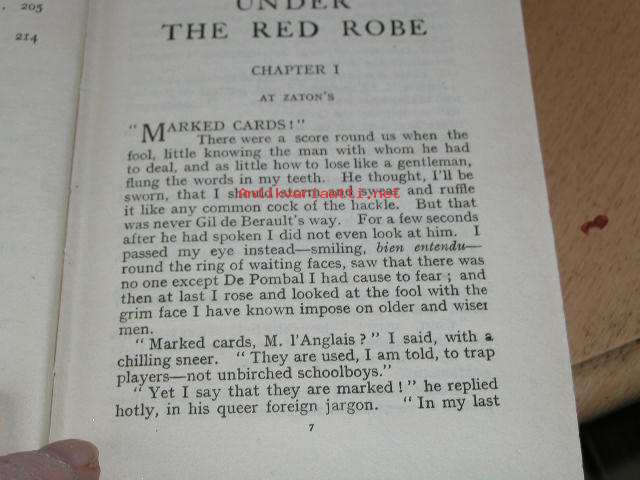 205
214
UNDER
THE RED ROBE
CHAPTER I
AT ZATON'S
"MARKED CARDS!"
There were a score round us when the
fool, little knowing the man with whom he had
to deal, and as little how to lose like a gentleman,
flung the words in my teeth. He thought, I'll be
sworn, that I should storm and swear and ruffle
Antikvariaatti.net
it like any common cock of the hackle. But that
was never Gil de Berault's way. For a few seconds
after he had spoken I did not even look at him. I
passed my eye instead—smiling, bien entendu—
round the ring of waiting faces, saw that there was
no one except De Pombal I had cause to fear; and
then at last I rose and looked at the fool with the
grim face I have known impose on older and wiser
men.
"Marked cards, M. l'Anglais?" I said, with a
chilling sneer. "They are used, I am told, to trap
players—not unbirched schoolboys."
"Yet I say that they are marked!" he replied
hotly, in his queer foreign jargon. "In my last
7